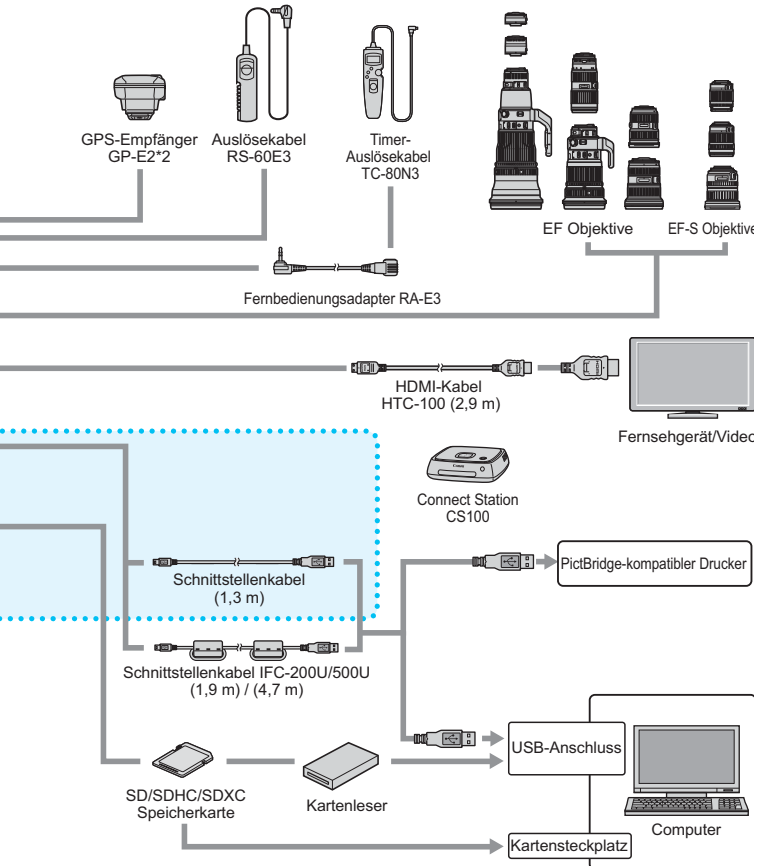 GPS-Empfänger
GP-E2*2
Auslösekabel
RS-60E3
Timer-
Auslösekabel
TC-80N3
EF Objektive
EF-S Objektive
Fernbedienungsadapter RA-E3
HDMI-Kabel
HTC-100 (2,9 m)
Fernsehgerät/Video
Canon
Connect Station
CS100
Schnittstellenkabel
(1,3 m)
PictBridge-kompatibler Drucker
Schnittstellenkabel IFC-200U/500U
(1,9 m) / (4,7 m)
USB-Anschluss
SD/SDHC/SDXC
Speicherkarte
Kartenleser
Computer
Kartensteckplatz